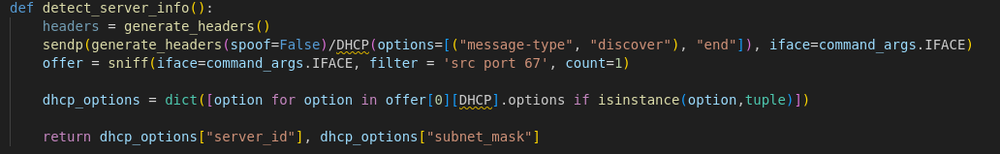 def detect_server_info():
headers = generate_headers()
sendp(generate_headers(spoof=False)/DHCP(options=[("message-type", "discover"), "end"]), iface=command_args.IFACE)
offer = sniff(iface=command_args.IFACE, filter = 'src port 67', count=1)
dhcp_options = dict([option for option in offer[0][DHCP].options if isinstance(option,tuple)])
return dhcp_options["server_id"], dhcp_options["subnet_mask"]